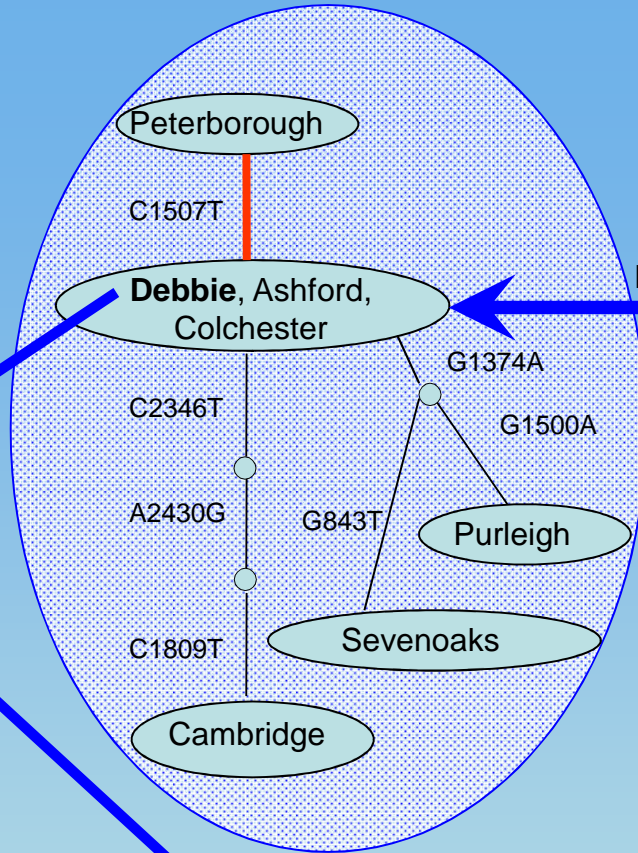 Peterborough
C1507T
Debbie, Ashford,
Colchester
G1374A
C2346T
G1500A
A2430G
G843T
Purleigh
C1809T
Sevenoaks
Cambridge